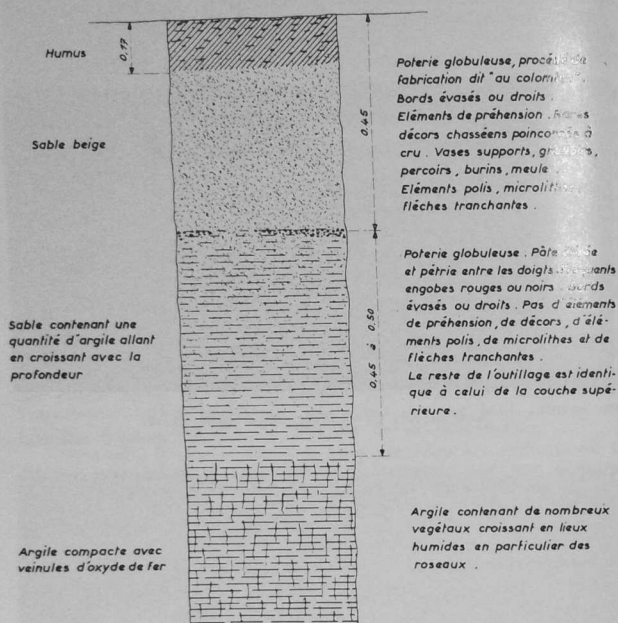 Humus
0.17
Sable beige
0.45
Poterie globuleuse, procédé de
fabrication dit "au colombin".
Bords évasés ou droits.
Eléments de préhension. Rares
décors chasséens poinconnés à
cru. Vases supports, grattoirs,
percoirs, burins, meule.
Eléments polis, microlithes,
flèches tranchantes.
Sable contenant une
quantité d'argile allant
en croissant avec la
profondeur
0.45 à 0.50
Poterie globuleuse. Pâte
et pétrie entre les doigts.
engobes rouges ou noirs. Bords
évasés ou droits. Pas d'éléments
de préhension, de décors, d'élé-
ments polis, de microlithes et de
flèches tranchantes.
Le reste de l'outillage est identi-
que à celui de la couche supé-
rieure.
Argile compacte avec
veinules d'oxyde de fer
Argile contenant de nombreux
vegétaux croissant en lieux
humides en particulier des
roseaux.